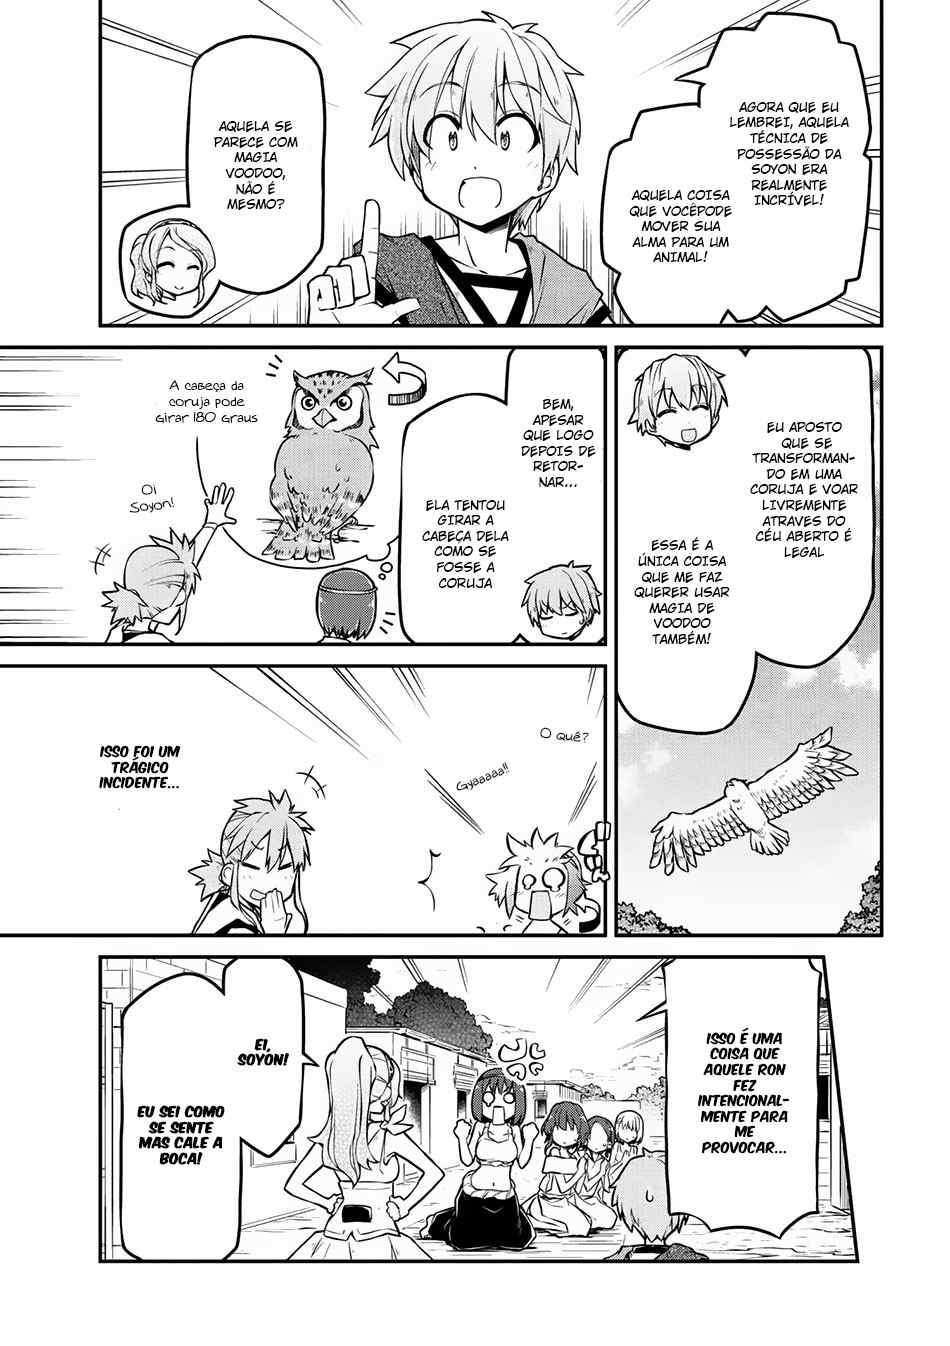 AGORA QUE EU
LEMBREI, AQUELA
TÉCNICA DE
POSSESSÃO DA
SOYON ERA
REALMENTE
INCRÍVEL!
AQUELA COISA
QUE VOCÊPODE
MOVER SUA
ALMA PARA UM
ANIMAL!
AQUELA SE
PARECE COM
MAGIA
VOODOO,
NÃO É
MESMO?
EU APOSTO
QUE SE
TRANSFORMAN-
DO EM UMA
CORUJA E VOAR
LIVREMENTE
ATRAVES DO
CÉU ABERTO É
LEGAL
ESSA É A
ÚNICA COISA
QUE ME FAZ
QUERER USAR
MAGIA DE
VOODOO
TAMBÉM!
BEM,
APESAR
QUE LOGO
DEPOIS DE
RETOR-
NAR...
ELA TENTOU
GIRAR A
CABEÇA DELA
COMO SE
FOSSE A
CORUJA
A CABEÇA DA
CORUJA PODE
GIRAR 180 GRAUS
OI
SOYON!
O QUÊ?
Gyaaaaa!!
ISSO FOI UM
TRÁGICO
INCIDENTE...
ISSO É UMA
COISA QUE
AQUELE RON
FEZ
INTENCIONAL-
MENTE PARA
ME
PROVOCAR...
EI,
SOYON!
EU SEI COMO
SE SENTE
MAS CALE A
BOCA!